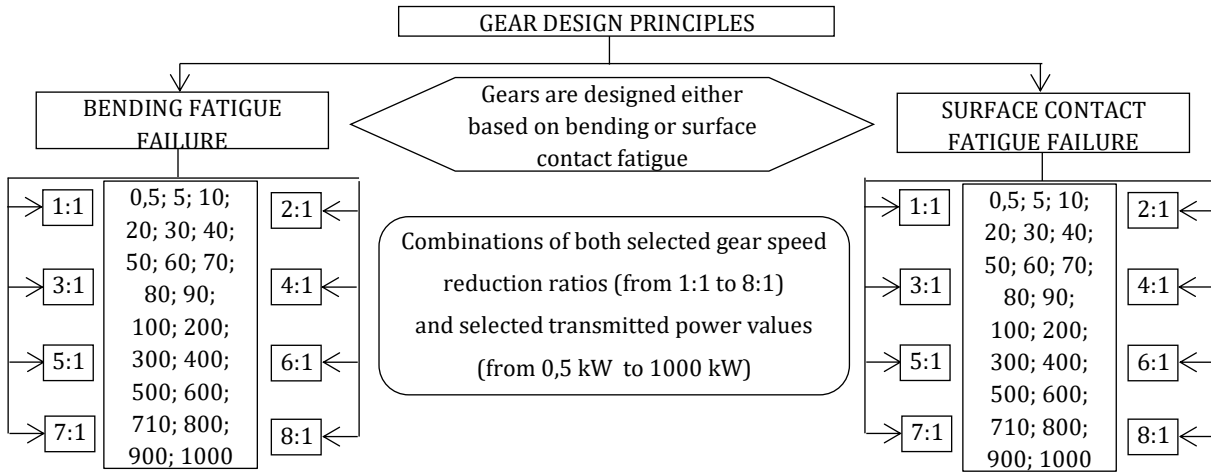 GEAR DESIGN PRINCIPLES
BENDING FATIGUE
FAILURE
Gears are designed either
based on bending or surface
contact fatigue
SURFACE CONTACT
FATIGUE FAILURE
1:1
3:1
5:1
7:1
0,5; 5; 10;
20; 30; 40;
50; 60; 70;
80; 90;
100; 200;
300; 400;
500; 600;
710; 800;
900; 1000
2:1
4:1
6:1
8:1
Combinations of both selected gear speed
reduction ratios (from 1:1 to 8:1)
and selected transmitted power values
(from 0,5 kW to 1000 kW)
1:1
3:1
5:1
7:1
0,5; 5; 10;
20; 30; 40;
50; 60; 70;
80; 90;
100; 200;
300; 400;
500; 600;
710; 800;
900; 1000
2:1
4:1
6:1
8:1